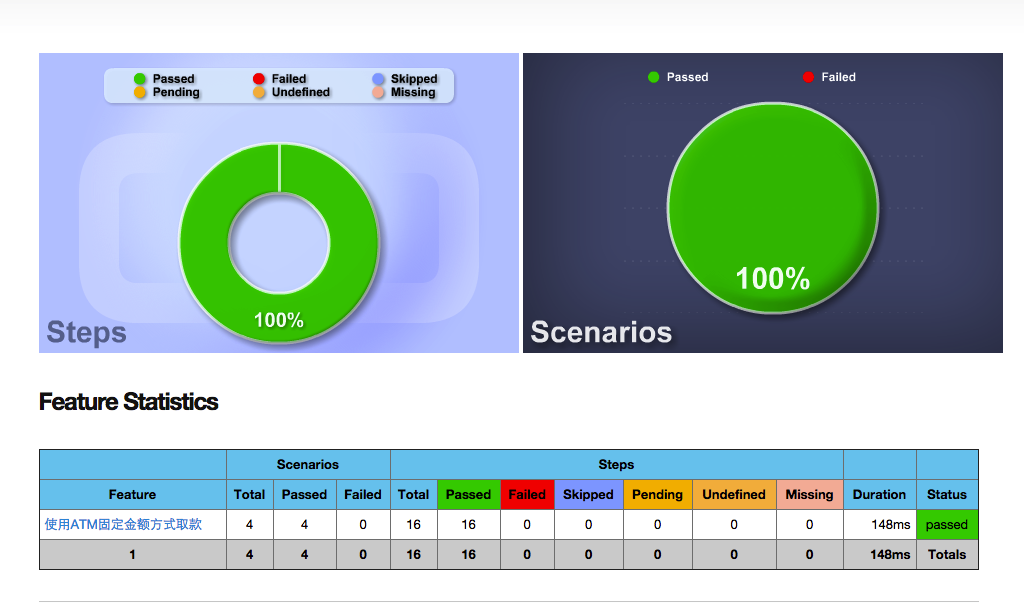 Passed Failed Skipped
Pending Undefined Missing
100%
Steps
Passed Failed
100%
Scenarios
Feature Statistics
Scenarios Steps
Feature Total Passed Failed Total Passed Failed Skipped Pending Undefined Missing Duration Status
使用ATM固定金额方式取款 4 4 0 16 16 0 0 0 0 0 148ms passed
1 4 4 0 16 16 0 0 0 0 0 148ms Totals